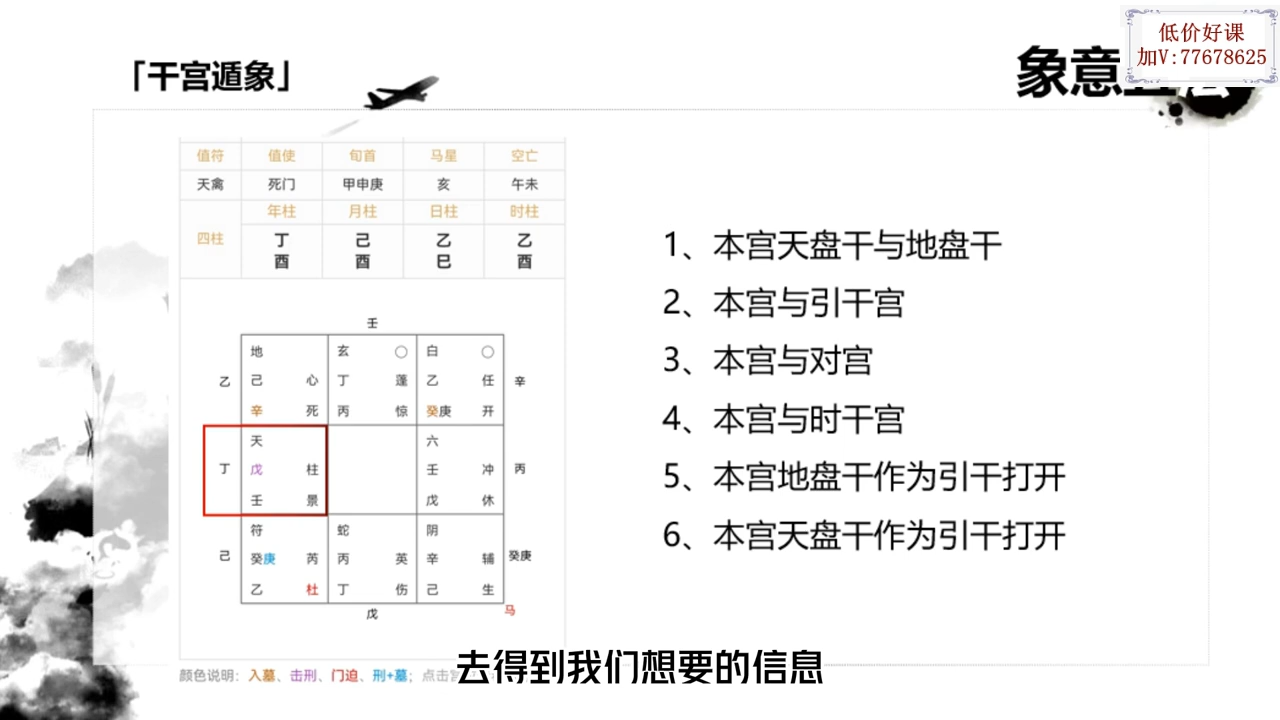 「干宫遁象」
象意
低价好课
加V:77678625
值符 值使 旬首 马星 空亡
天禽 死门 甲申庚 亥 午未
四柱 年柱 月柱 日柱 时柱
丁 己 乙 乙
酉 酉 巳 酉
壬
地 玄 ○ 白 ○
乙 己 心 丁 蓬 乙 任 辛
辛 死 丙 惊 癸庚 开
天 六
丁 戊 柱 壬 冲 丙
壬 景 戊 休
符 蛇 阴
己 癸庚 芮 丙 英 辛 辅 癸庚
乙 杜 丁 伤 己 生
戊 马
颜色说明：入墓、击刑、门迫、刑+墓；点击
1、本宫天盘干与地盘干
2、本宫与引干宫
3、本宫与对宫
4、本宫与时干宫
5、本宫地盘干作为引干打开
6、本宫天盘干作为引干打开
去得到我们想要的信息